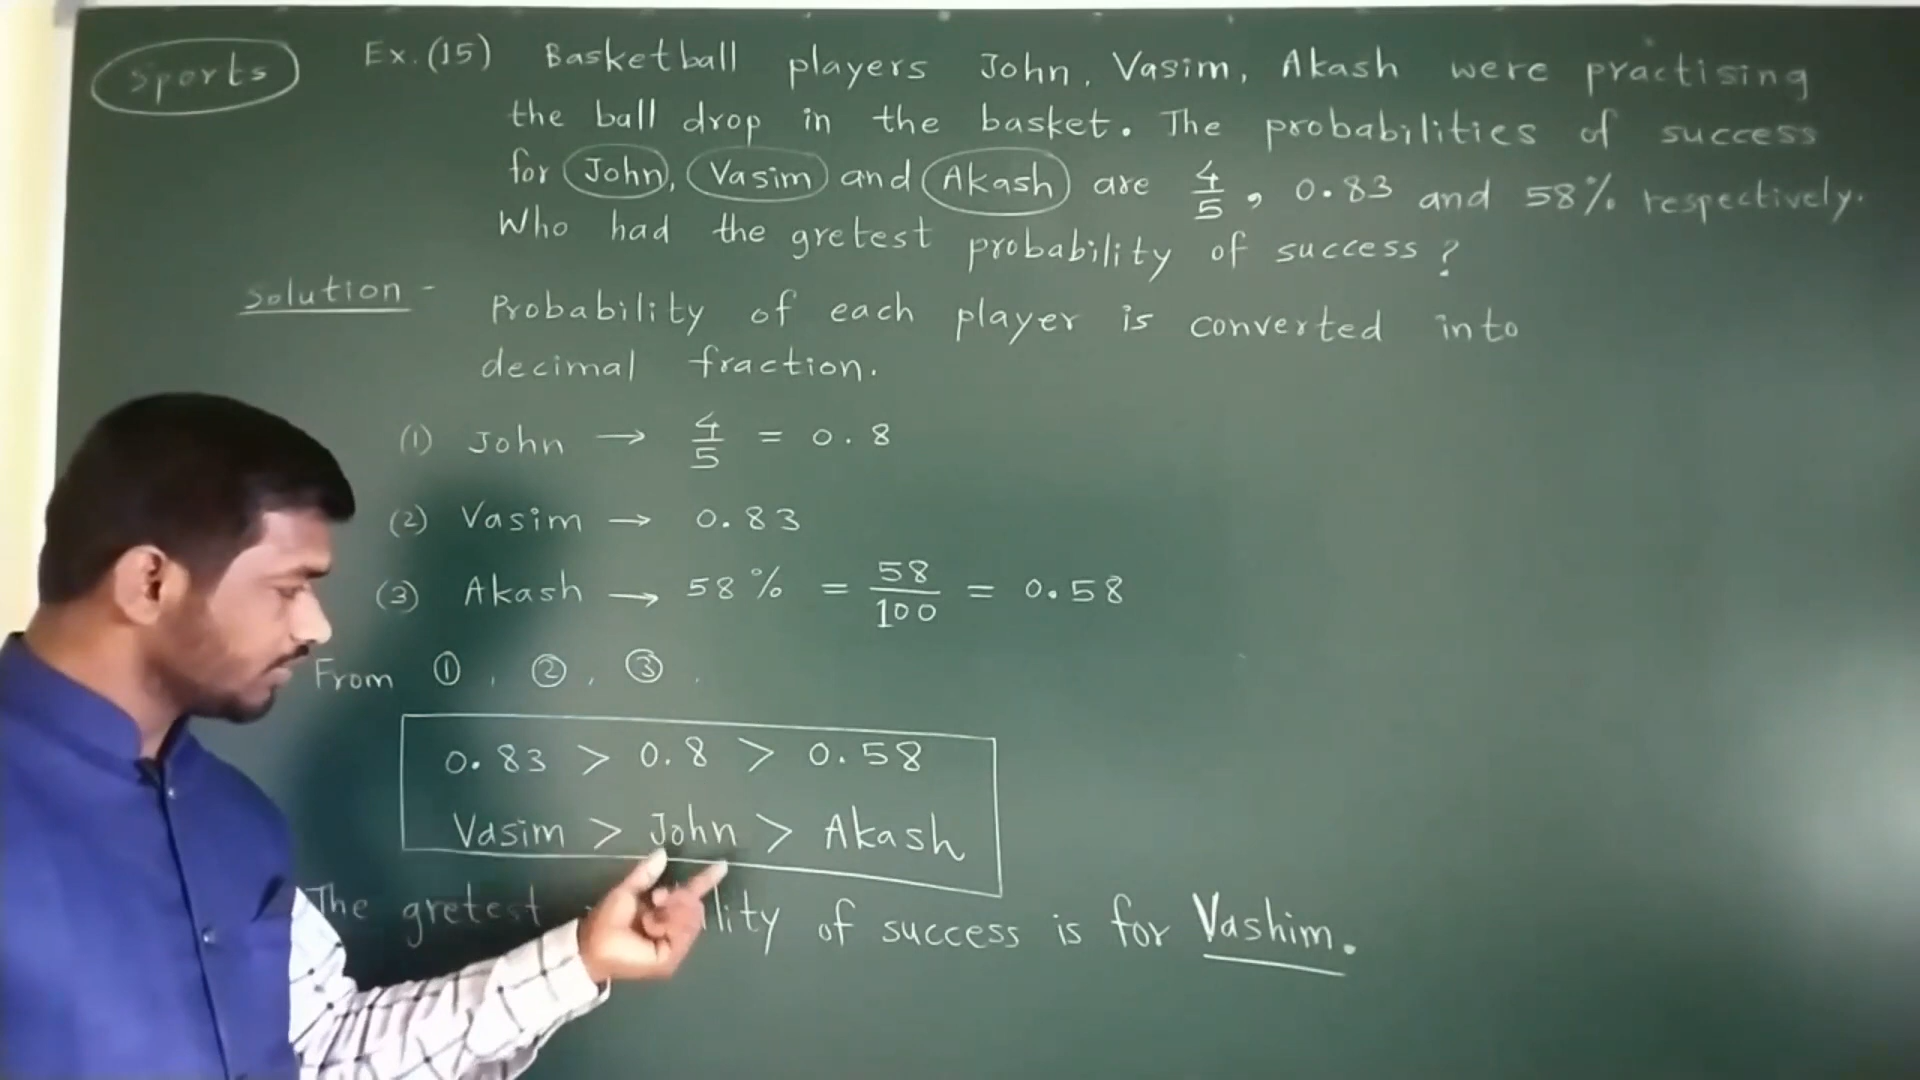 Sports
Ex. (15) Basketball players John, Vasim, Akash were practising
the ball drop in the basket. The probabilities of success
for John, Vasim and Akash are 4/5, 0.83 and 58% respectively.
Who had the gretest probability of success?
Solution - Probability of each player is converted into
decimal fraction.
(1) John → 4/5 = 0.8
(2) Vasim → 0.83
(3) Akash → 58% = 58/100 = 0.58
From ①, ②, ③.
0.83 > 0.8 > 0.58
Vasim > John > Akash
The gretest of success is for Vashim.